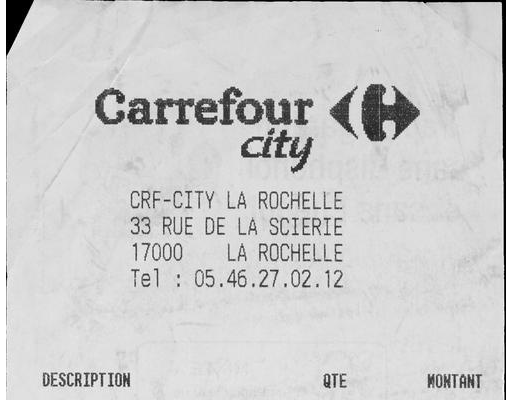 Carrefour
city
CRF-CITY LA ROCHELLE
33 RUE DE LA SCIERIE
17000 LA ROCHELLE
Tel : 05.46.27.02.12
DESCRIPTION QTE MONTANT